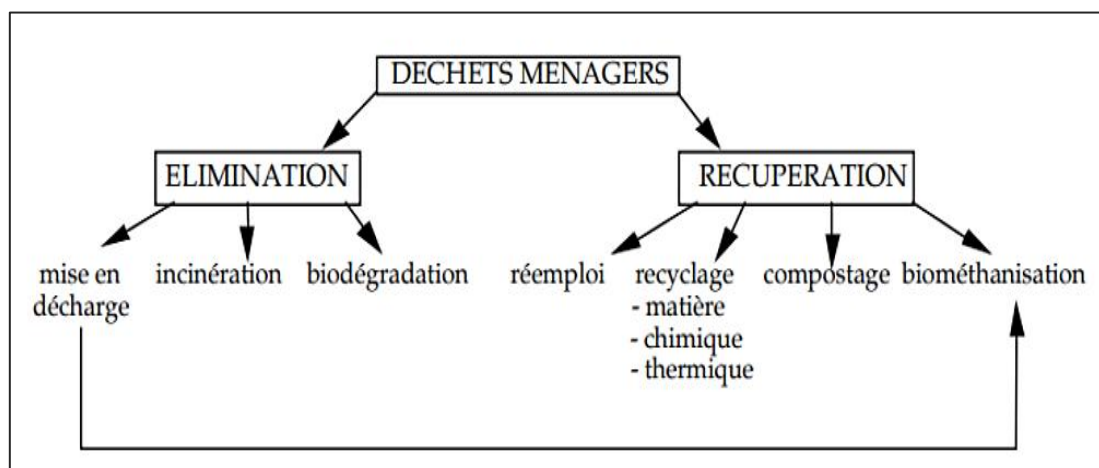 DECHETS MENAGERS
ELIMINATION
RECUPERATION
mise en
décharge
incinération
biodégradation
réemploi
recyclage
- matière
- chimique
- thermique
compostage
biométhanisation